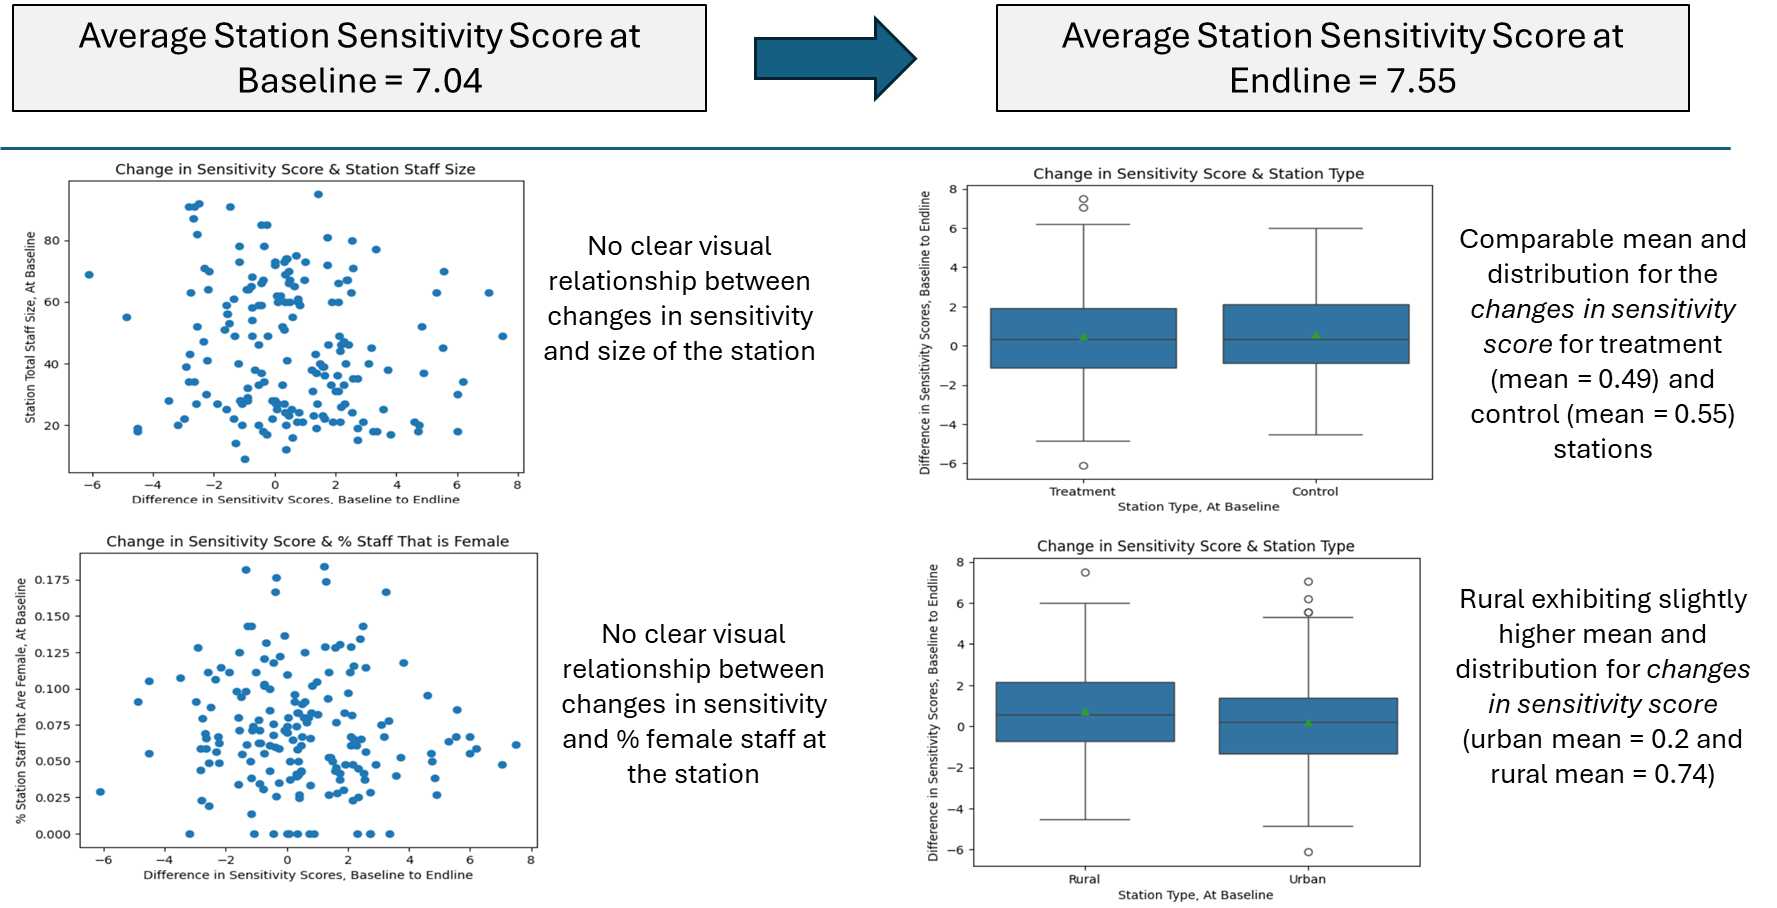 Average Station Sensitivity Score at
Baseline = 7.04
Average Station Sensitivity Score at
Endline = 7.55
Change in Sensitivity Score & Station Staff Size
Station Total Staff Size, At Baseline
80
60
40
20
−6 −4 −2 0 2 4 6 8
Difference in Sensitivity Scores, Baseline to Endline
No clear visual
relationship between
changes in sensitivity
and size of the station
Change in Sensitivity Score & Station Type
Difference in Sensitivity Scores, Baseline to Endline
8
6
4
2
0
−2
−4
−6
Treatment Control
Station Type, At Baseline
Comparable mean and
distribution for the
changes in sensitivity
score for treatment
(mean = 0.49) and
control (mean = 0.55)
stations
Change in Sensitivity Score & % Staff That is Female
% Station Staff That Are Female, At Baseline
0.175
0.150
0.125
0.100
0.075
0.050
0.025
0.000
−6 −4 −2 0 2 4 6 8
Difference in Sensitivity Scores, Baseline to Endline
No clear visual
relationship between
changes in sensitivity
and % female staff at
the station
Change in Sensitivity Score & Station Type
Difference in Sensitivity Scores, Baseline to Endline
8
6
4
2
0
−2
−4
−6
Rural Urban
Station Type, At Baseline
Rural exhibiting slightly
higher mean and
distribution for changes
in sensitivity score
(urban mean = 0.2 and
rural mean = 0.74)